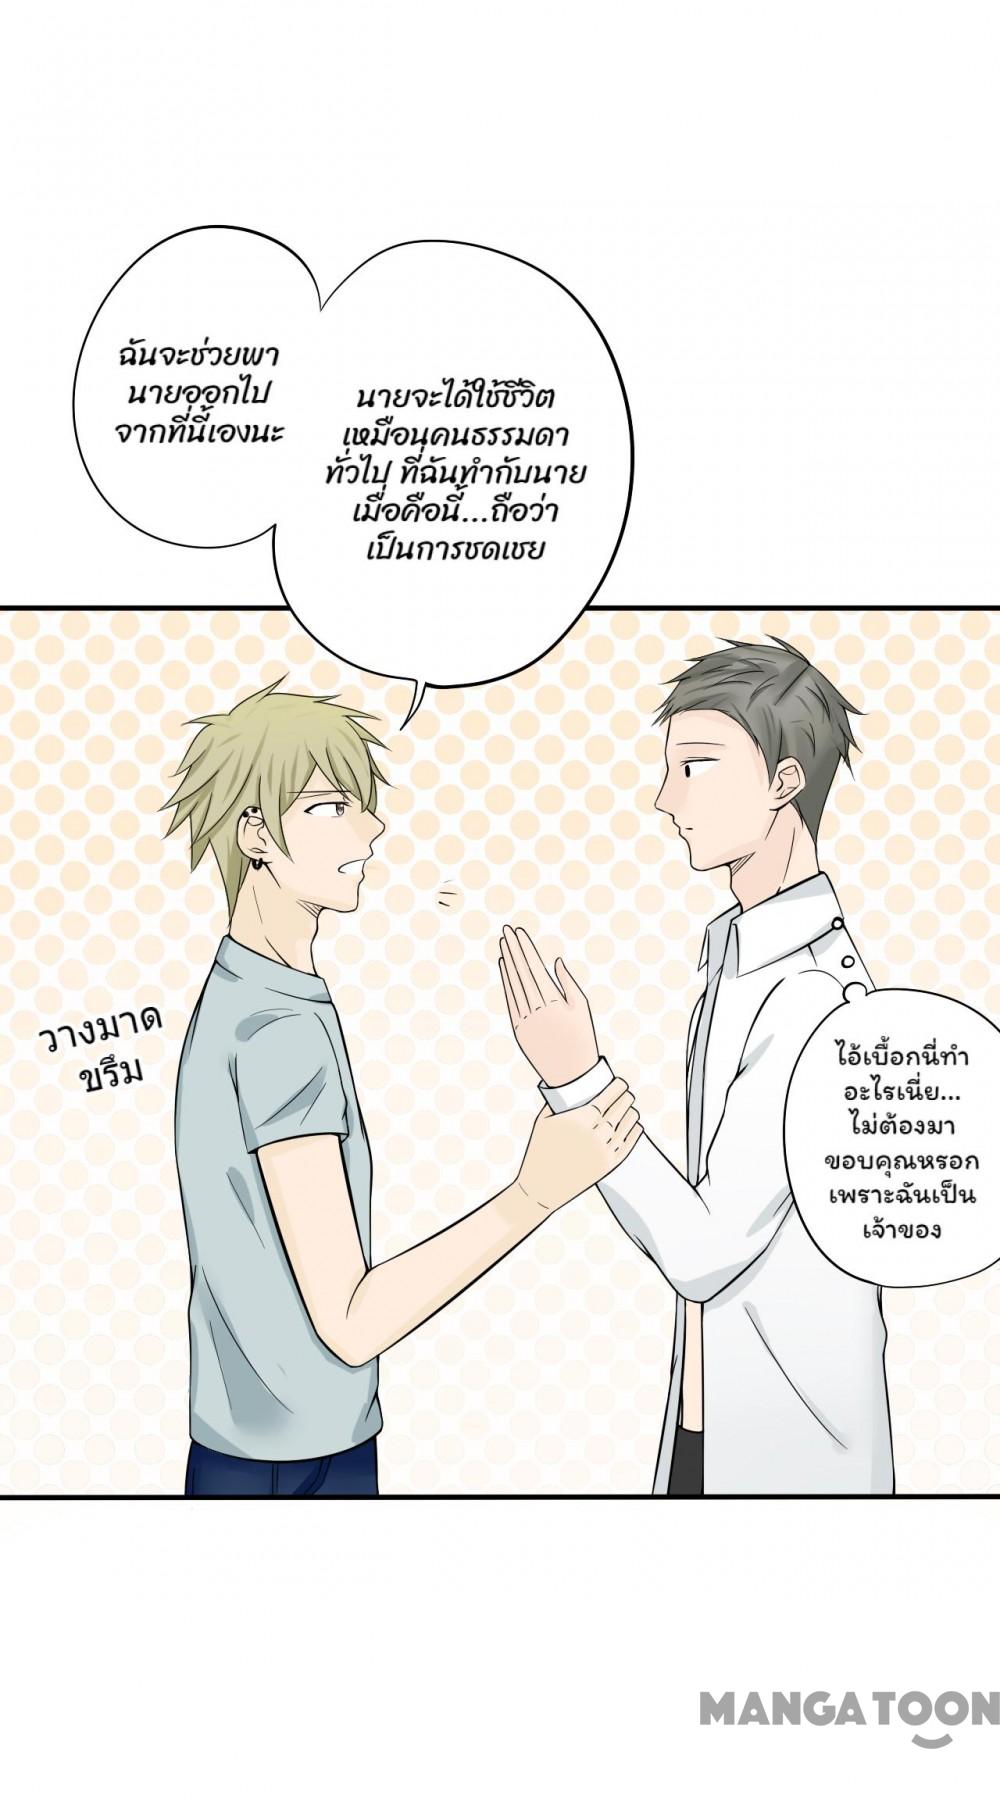 ฉันจะช่วยพา
นายออกไป
จากที่นี้เองนะ
นายจะได้ใช้ชีวิต
เหมือนคนธรรมดา
ทั่วไป ที่ฉันทำกับนาย
เมื่อคือนี้...ถือว่า
เป็นการชดเชย
วางมาด
ขรึม
ไอ้เบื้อกนี่ทำ
อะไรเนี่ย...
ไม่ต้องมา
ขอบคุณหรอก
เพราะฉันเป็น
เจ้าของ
MANGATOON